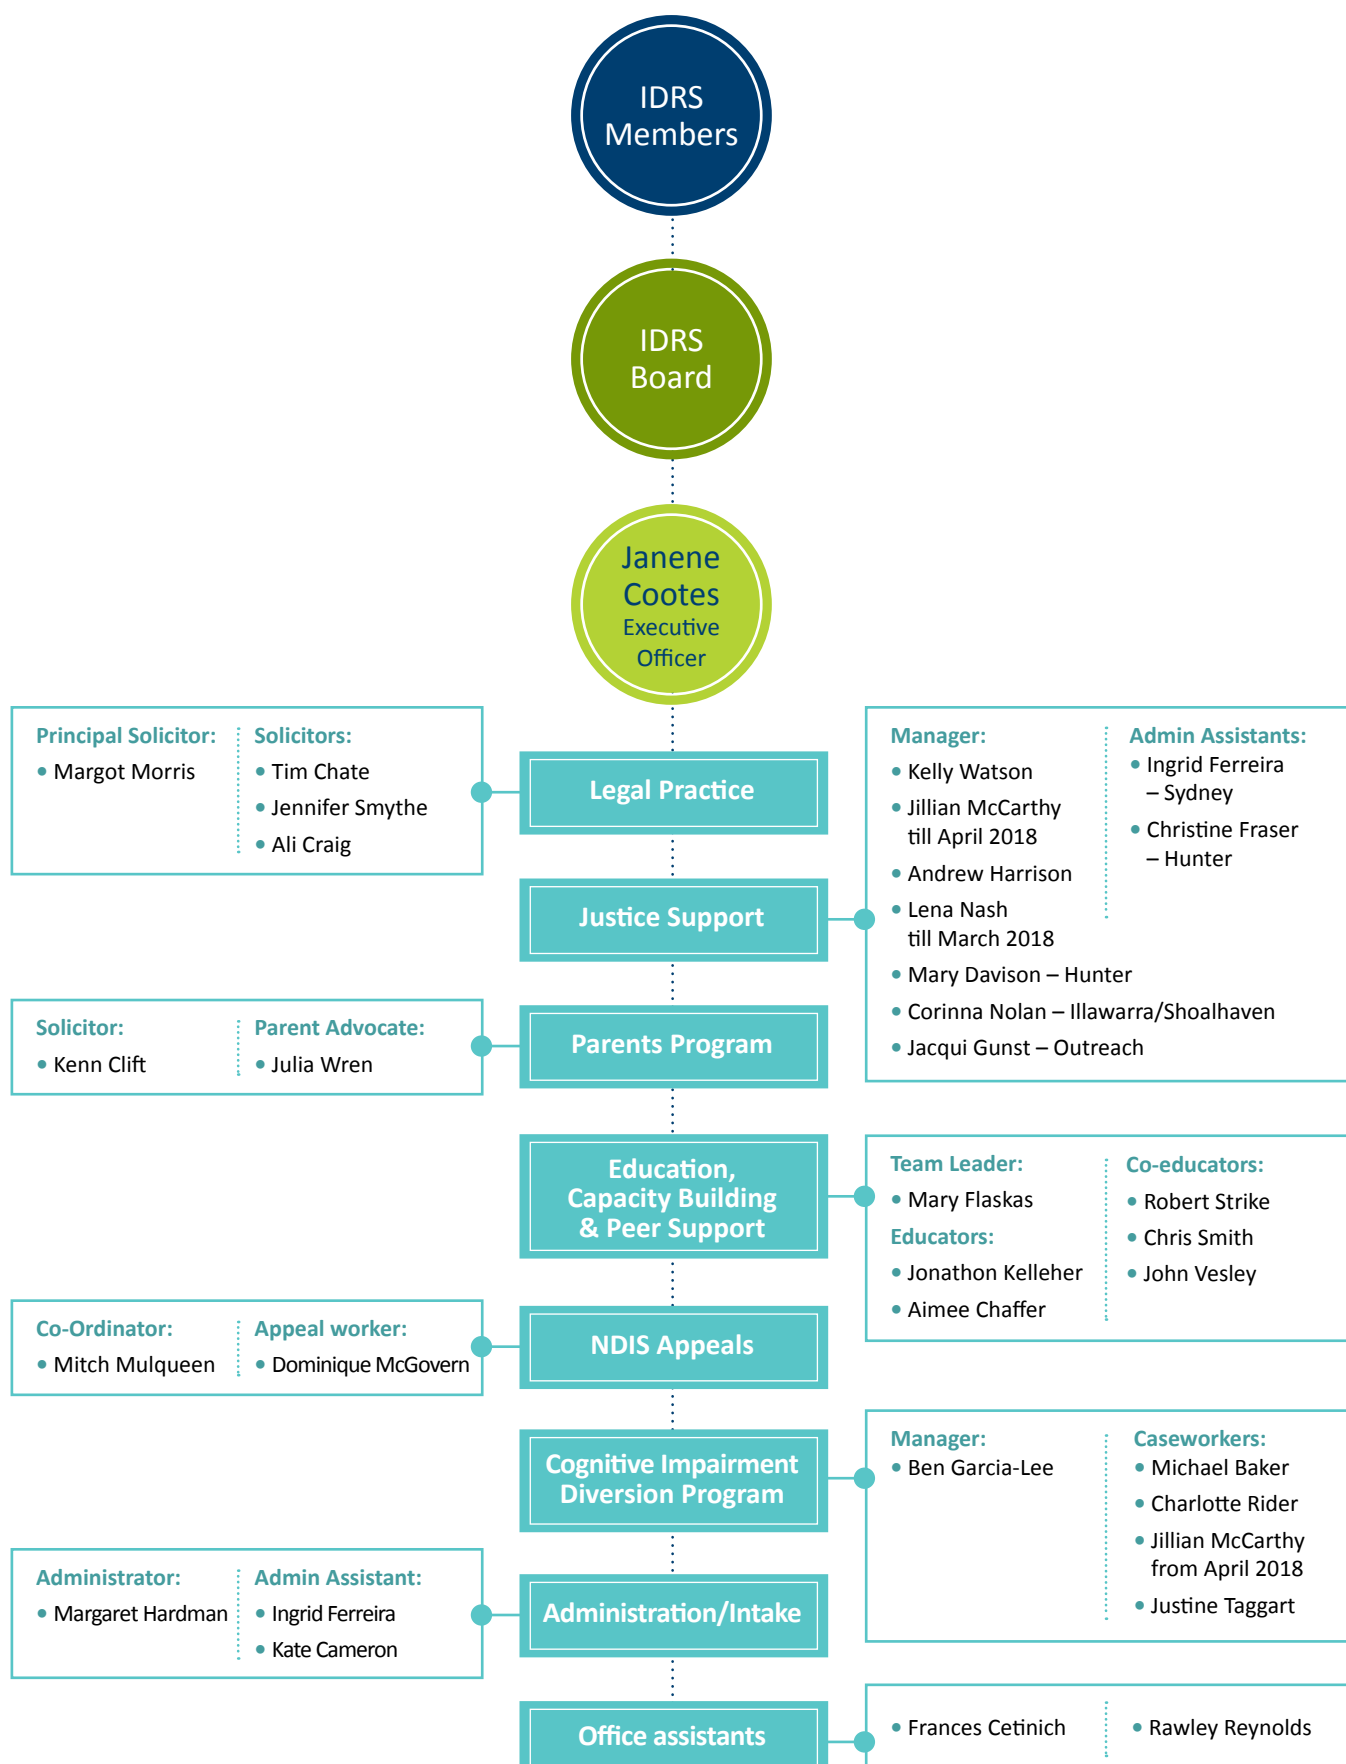 IDRS
Members
IDRS
Board
Janene
Cootes
Executive
Officer
Legal Practice
Principal Solicitor:
• Margot Morris
Solicitors:
• Tim Chate
• Jennifer Smythe
• Ali Craig
Justice Support
Manager:
• Kelly Watson
• Jillian McCarthy
till April 2018
• Andrew Harrison
• Lena Nash
till March 2018
• Mary Davison – Hunter
• Corinna Nolan – Illawarra/Shoalhaven
• Jacqui Gunst – Outreach
Admin Assistants:
• Ingrid Ferreira
– Sydney
• Christine Fraser
– Hunter
Parents Program
Solicitor:
• Kenn Clift
Parent Advocate:
• Julia Wren
Education,
Capacity Building
& Peer Support
Team Leader:
• Mary Flaskas
Educators:
• Jonathon Kelleher
• Aimee Chaffer
Co-educators:
• Robert Strike
• Chris Smith
• John Vesley
NDIS Appeals
Co-Ordinator:
• Mitch Mulqueen
Appeal worker:
• Dominique McGovern
Cognitive Impairment
Diversion Program
Manager:
• Ben Garcia-Lee
Caseworkers:
• Michael Baker
• Charlotte Rider
• Jillian McCarthy
from April 2018
• Justine Taggart
Administration/Intake
Administrator:
• Margaret Hardman
Admin Assistant:
• Ingrid Ferreira
• Kate Cameron
Office assistants
• Frances Cetinich
• Rawley Reynolds